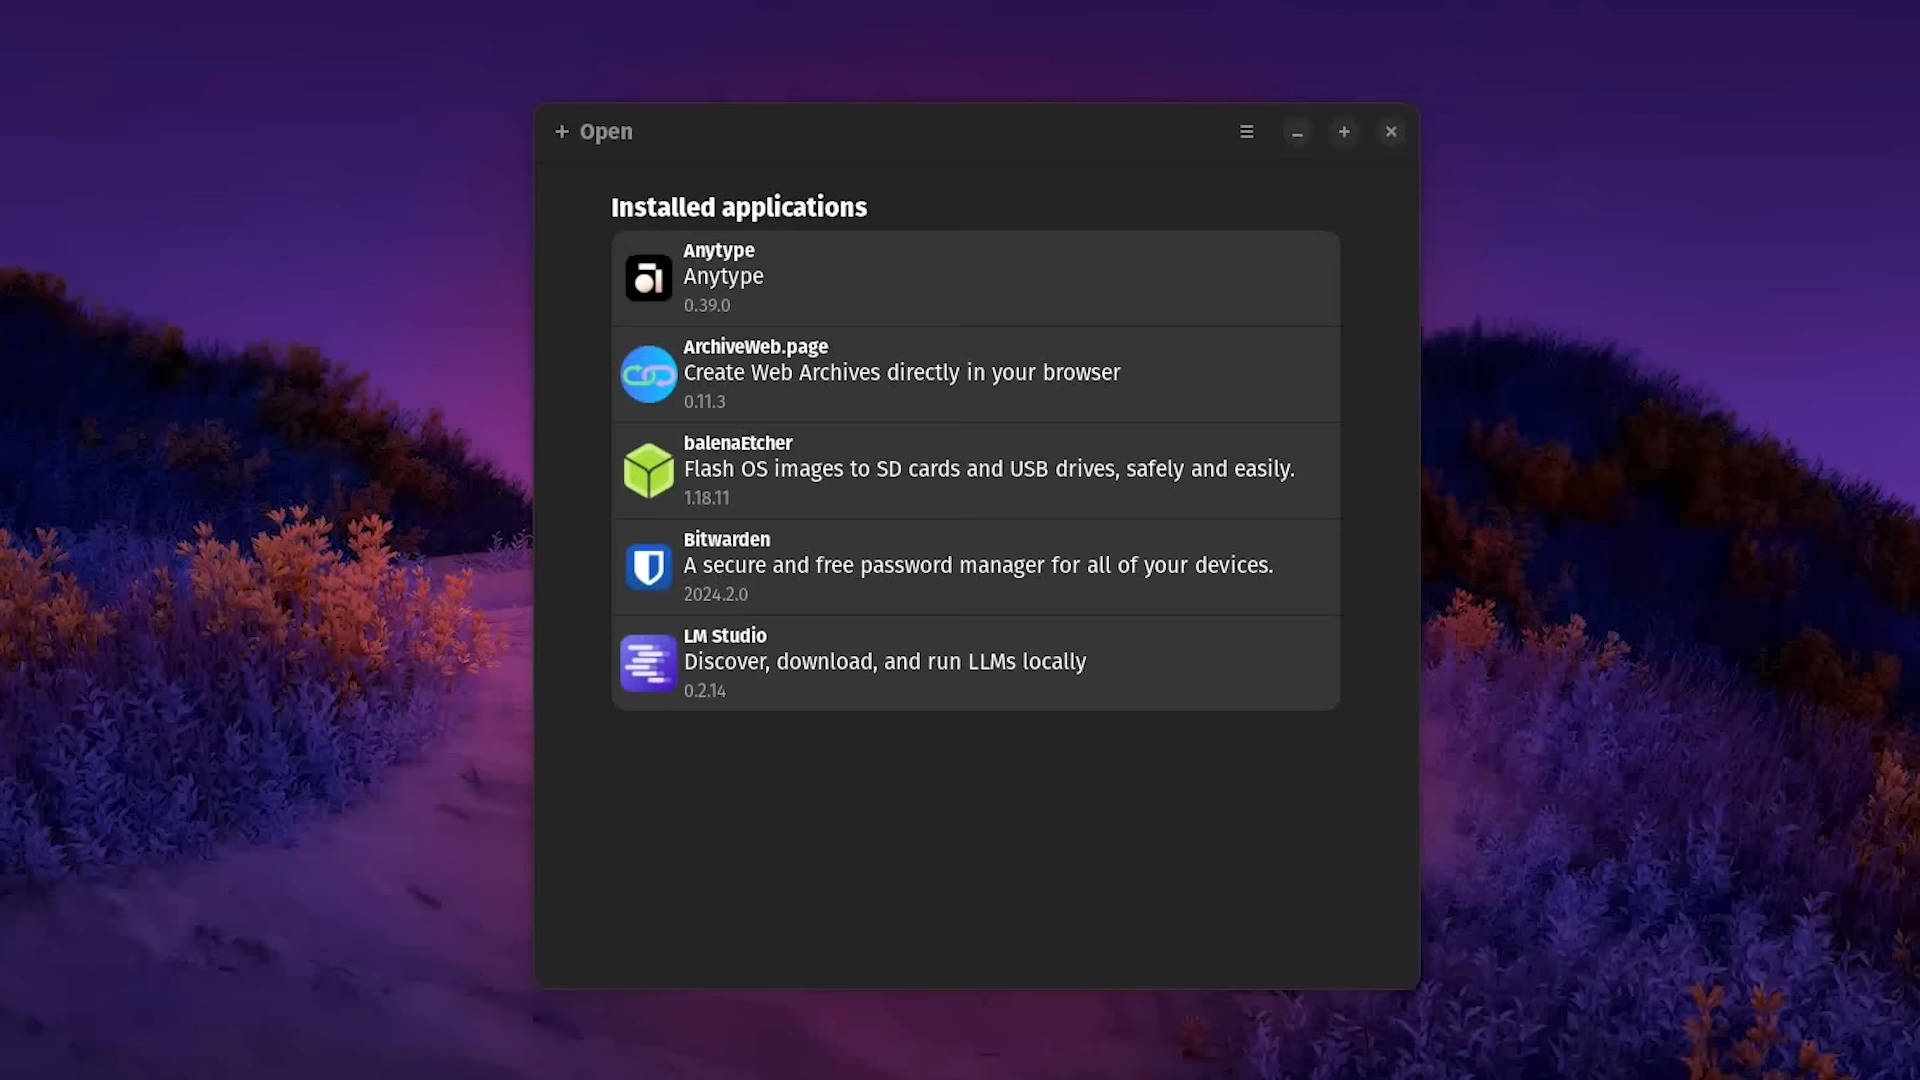 + Open
Installed applications
Anytype
Anytype
0.39.0
ArchiveWeb.page
Create Web Archives directly in your browser
0.11.3
balenaEtcher
Flash OS images to SD cards and USB drives, safely and easily.
1.18.11
Bitwarden
A secure and free password manager for all of your devices.
2024.2.0
LM Studio
Discover, download, and run LLMs locally
0.2.14